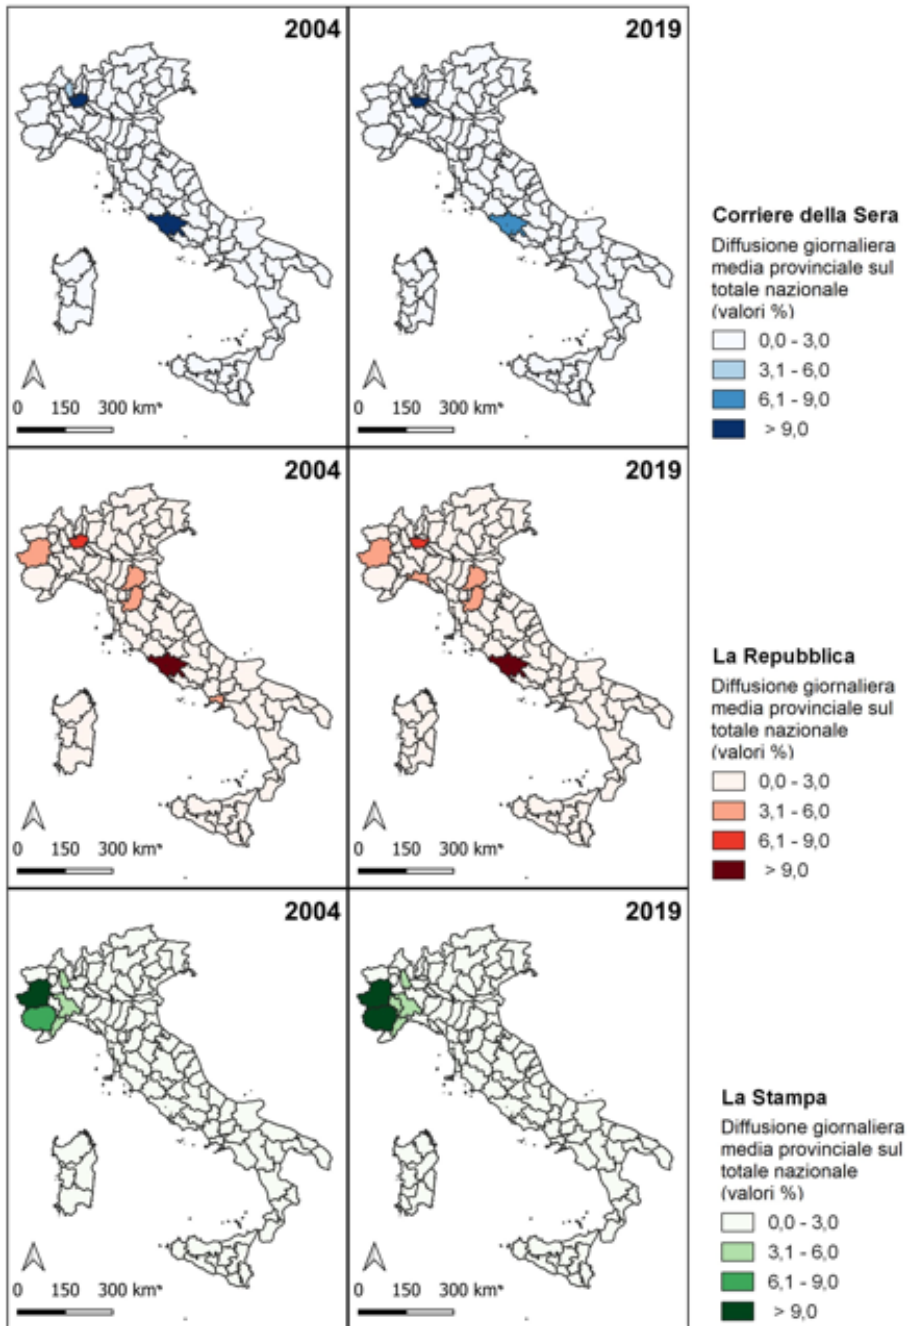 2004
2019
0 150 300 km
0 150 300 km
Corriere della Sera
Diffusione giornaliera
media provinciale sul
totale nazionale
(valori %)
0,0 - 3,0
3,1 - 6,0
6,1 - 9,0
> 9,0
2004
2019
0 150 300 km
0 150 300 km
La Repubblica
Diffusione giornaliera
media provinciale sul
totale nazionale
(valori %)
0,0 - 3,0
3,1 - 6,0
6,1 - 9,0
> 9,0
2004
2019
0 150 300 km
0 150 300 km
La Stampa
Diffusione giornaliera
media provinciale sul
totale nazionale
(valori %)
0,0 - 3,0
3,1 - 6,0
6,1 - 9,0
> 9,0